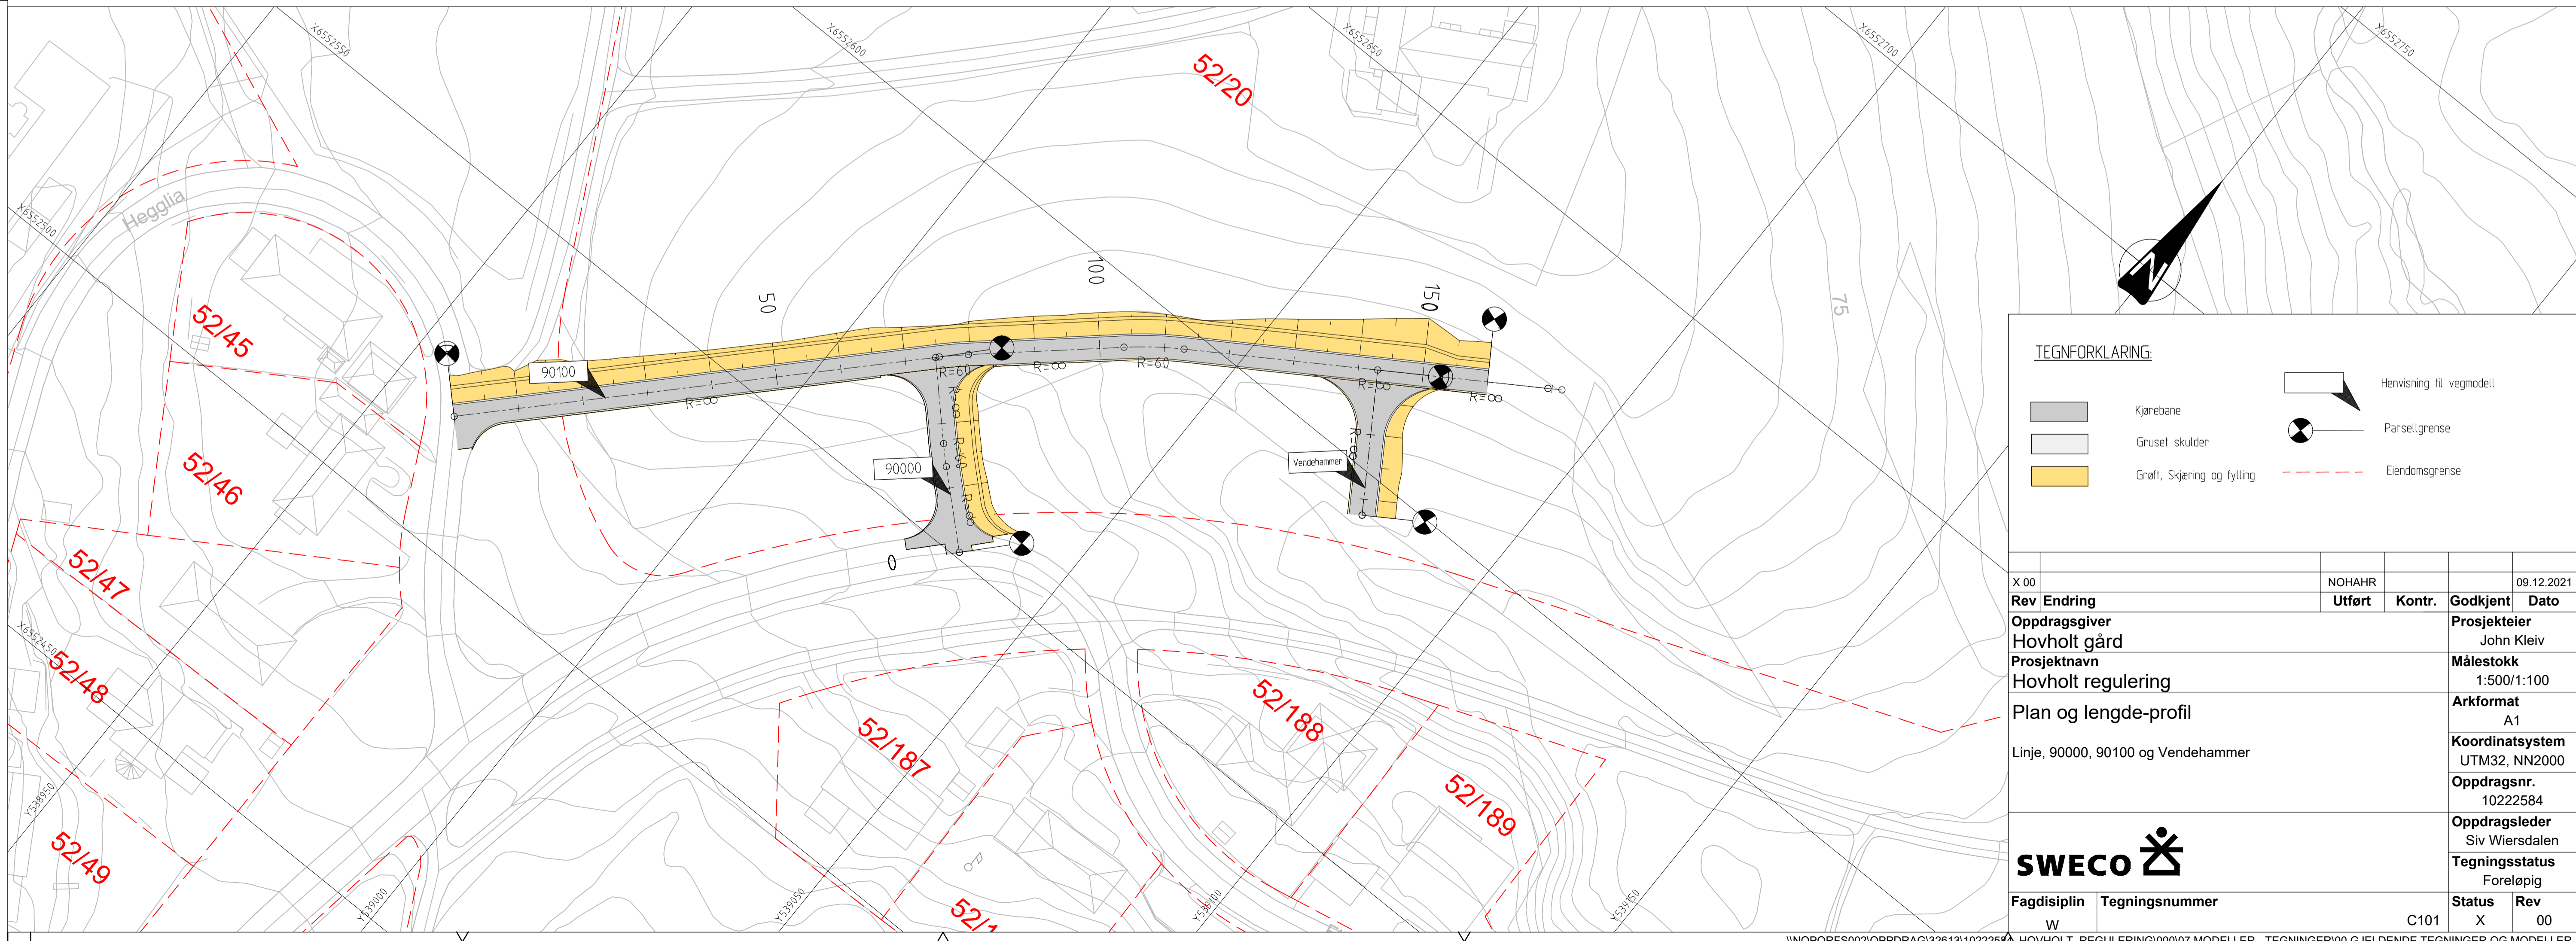 X6552550
X6552600
X6552650
X6552700
X6552750
52/20
Hegglia
X6552500
52/45
50
100
150
75
90100
R=∞
R=60
R=∞
R=60
R=∞
R=∞
R=∞
R=60
R=∞
R=∞
90000
Vendehammer
0
52/46
52/47
X6552450
52/48
52/49
52/187
52/188
52/189
52/1
Y538950
Y539000
Y539050
Y539100
Y539150
N
TEGNFORKLARING:
Kjørebane
Gruset skulder
Grøft, Skjæring og fylling
Henvisning til vegmodell
Parsellgrense
Eiendomsgrense
X 00 NOHAHR 09.12.2021
Rev Endring Utført Kontr. Godkjent Dato
Oppdragsgiver
Hovholt gård
Prosjekteier
John Kleiv
Prosjektnavn
Hovholt regulering
Målestokk
1:500/1:100
Plan og lengde-profil
Linje, 90000, 90100 og Vendehammer
Arkformat
A1
Koordinatsystem
UTM32, NN2000
Oppdragsnr.
10222584
SWECO
Oppdragsleder
Siv Wiersdalen
Tegningsstatus
Foreløpig
Fagdisiplin Tegningsnummer Status Rev
W C101 X 00